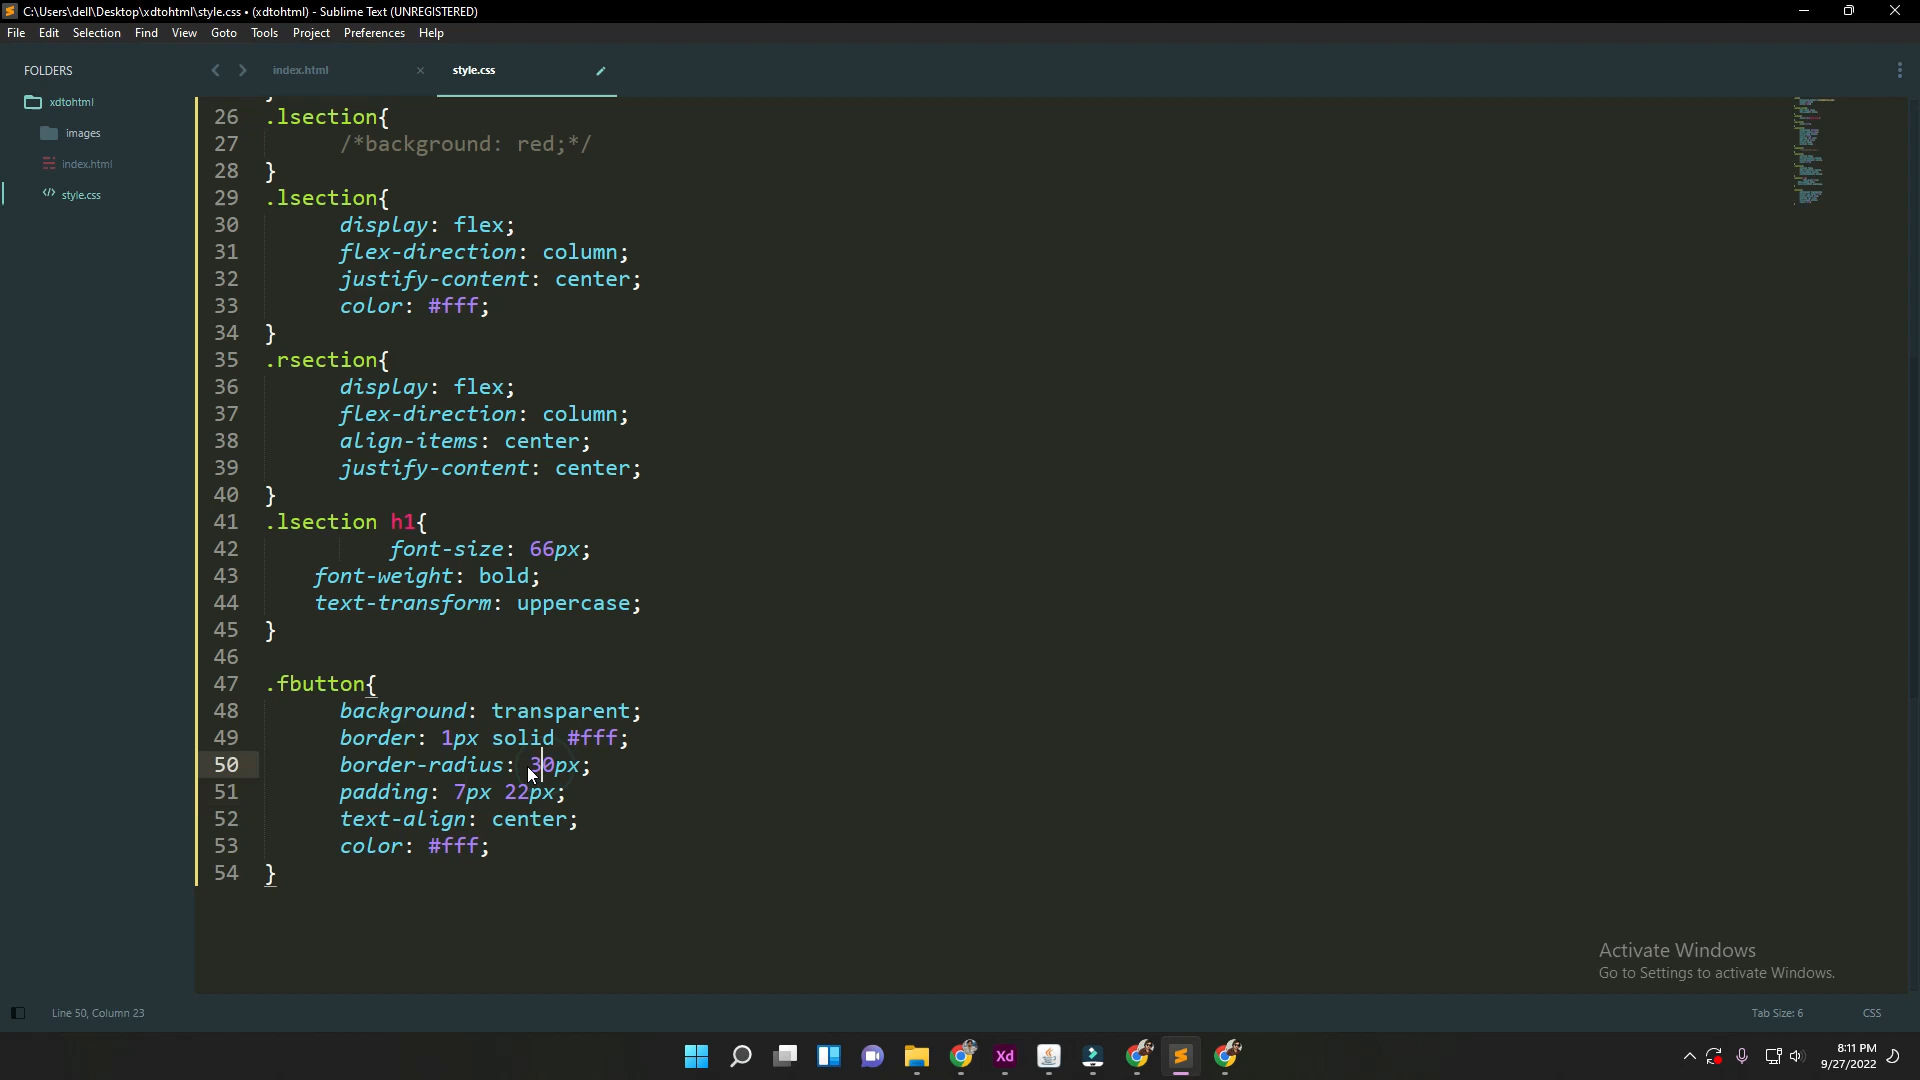 C:\Users\dell\Desktop\xdtohtml\style.css • (xdtohtml) - Sublime Text (UNREGISTERED)
File Edit Selection Find View Goto Tools Project Preferences Help
FOLDERS
xdtohtml
images
index.html
style.css
index.html
style.css
26 .lsection{
27 /*background: red;*/
28 }
29 .lsection{
30 display: flex;
31 flex-direction: column;
32 justify-content: center;
33 color: #fff;
34 }
35 .rsection{
36 display: flex;
37 flex-direction: column;
38 align-items: center;
39 justify-content: center;
40 }
41 .lsection h1{
42 font-size: 66px;
43 font-weight: bold;
44 text-transform: uppercase;
45 }
46
47 .fbutton{
48 background: transparent;
49 border: 1px solid #fff;
50 border-radius: 30px;
51 padding: 7px 22px;
52 text-align: center;
53 color: #fff;
54 }
Activate Windows
Go to Settings to activate Windows.
Line 50, Column 23
Tab Size: 6
CSS
Xd
8:11 PM
9/27/2022